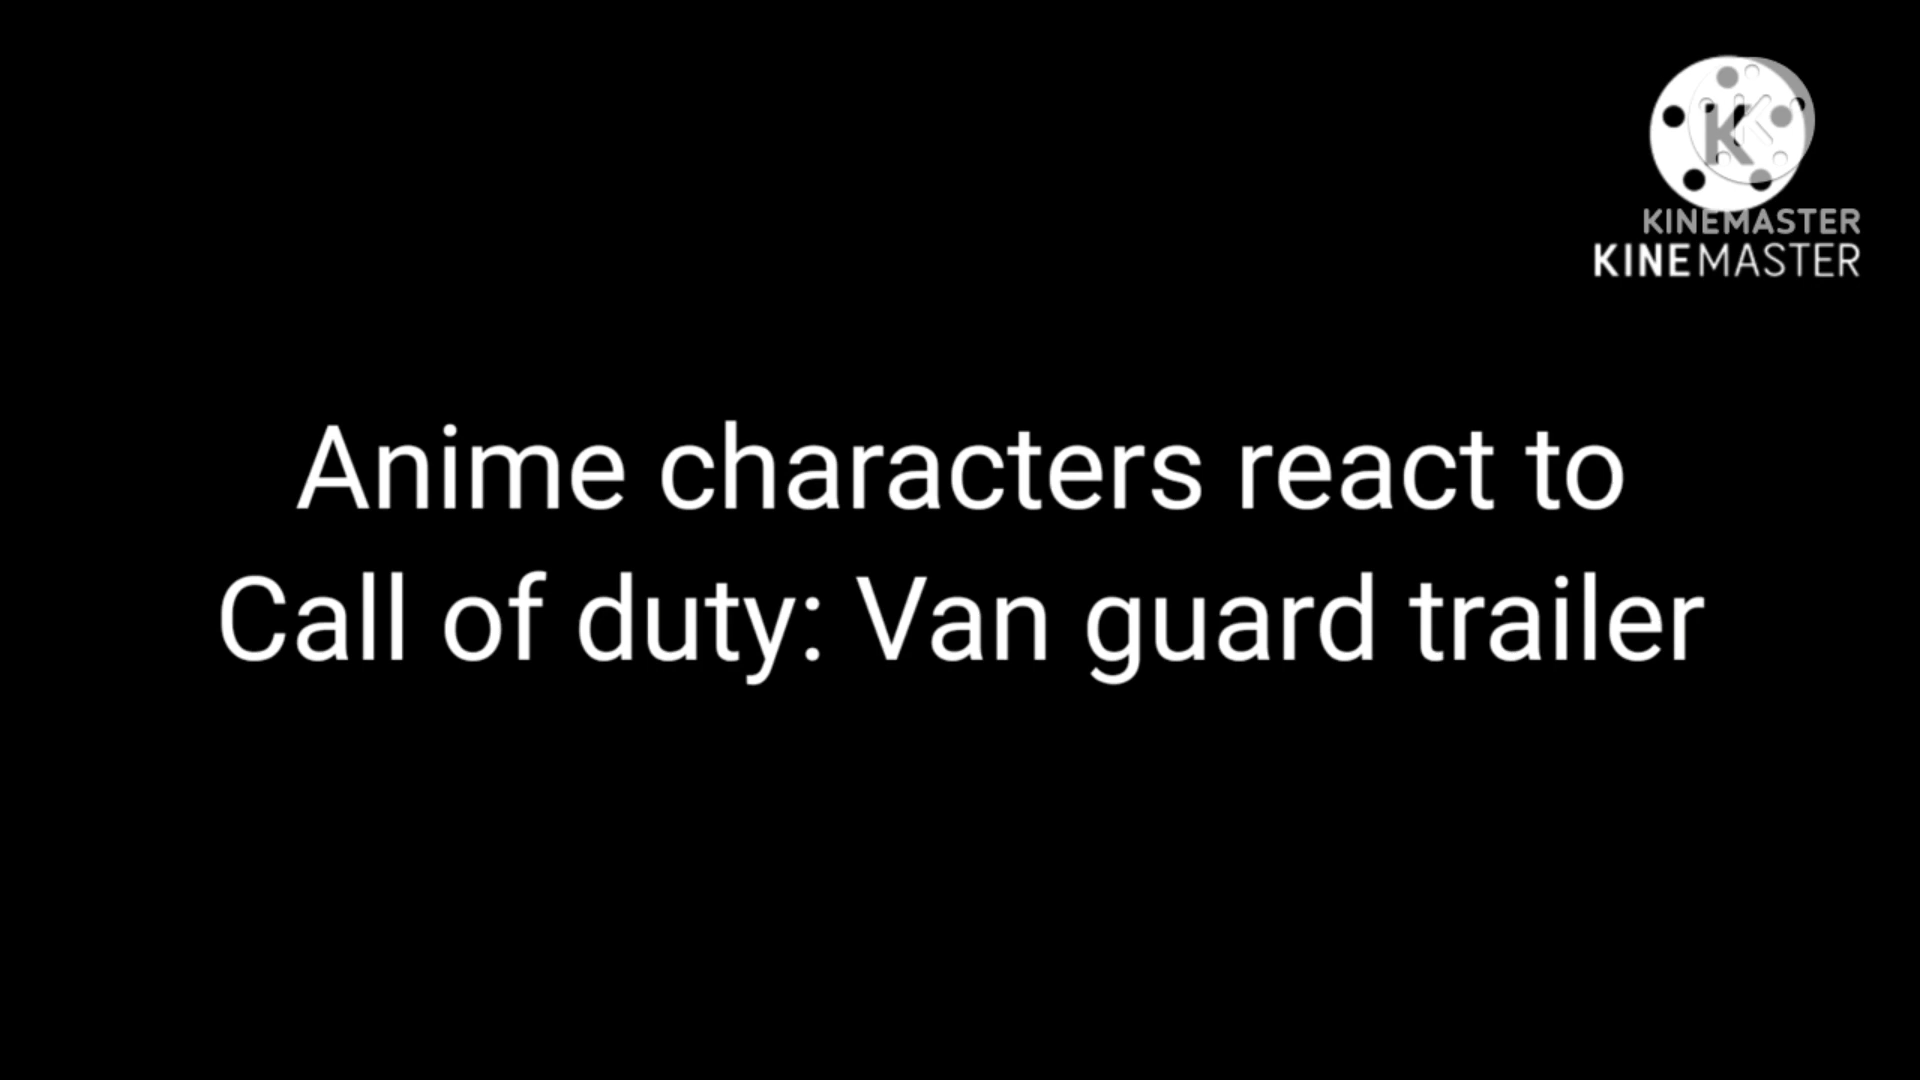 KINEMASTER
KINEMASTER
Anime characters react to
Call of duty: Van guard trailer